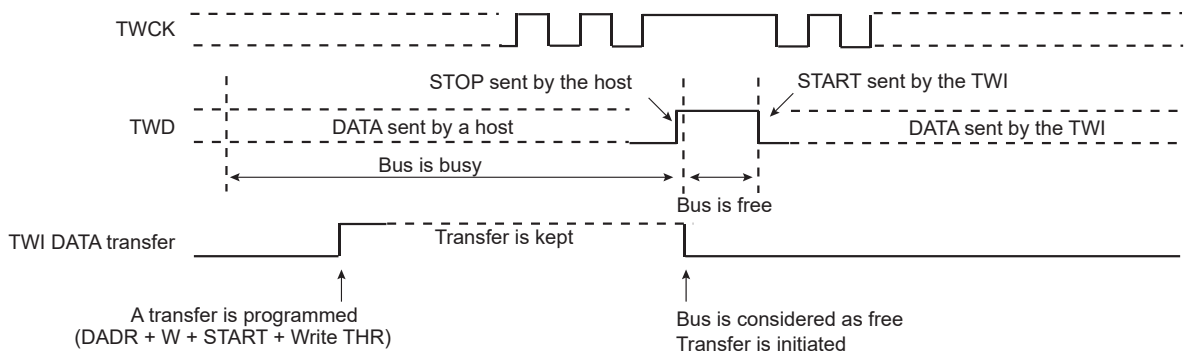 TWCK
STOP sent by the host
START sent by the TWI
TWD
DATA sent by a host
DATA sent by the TWI
Bus is busy
Bus is free
TWI DATA transfer
Transfer is kept
A transfer is programmed
(DADR + W + START + Write THR)
Bus is considered as free
Transfer is initiated